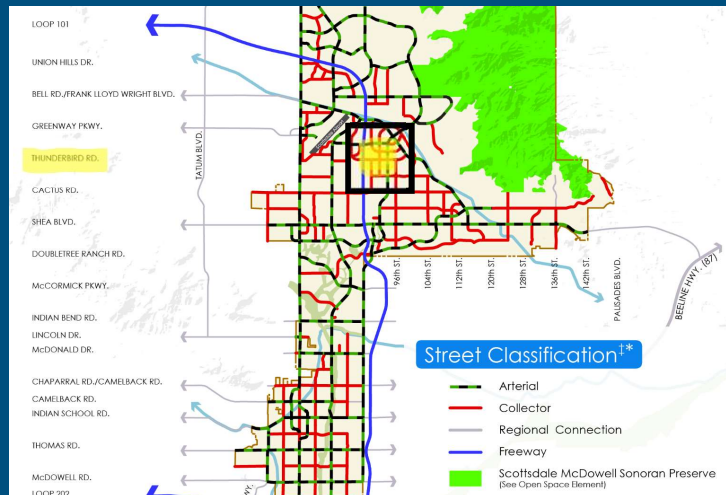 LOOP 101
UNION HILLS DR.
BELL RD./FRANK LLOYD WRIGHT BLVD.
GREENWAY PKWY.
THUNDERBIRD RD.
CACTUS RD.
SHEA BLVD.
DOUBLETREE RANCH RD.
McCORMICK PKWY.
INDIAN BEND RD.
LINCOLN DR.
McDONALD DR.
CHAPARRAL RD./CAMELBACK RD.
CAMELBACK RD.
INDIAN SCHOOL RD.
THOMAS RD.
McDOWELL RD.
LOOP 202
TATUM BLVD.
96th ST.
104th ST.
112th ST.
120th ST.
128th ST.
136th ST.
142th ST.
PALISADES BLVD.
BEELINE HWY. (87)
Street Classification‡*
Arterial
Collector
Regional Connection
Freeway
Scottsdale McDowell Sonoran Preserve
(See Open Space Element)